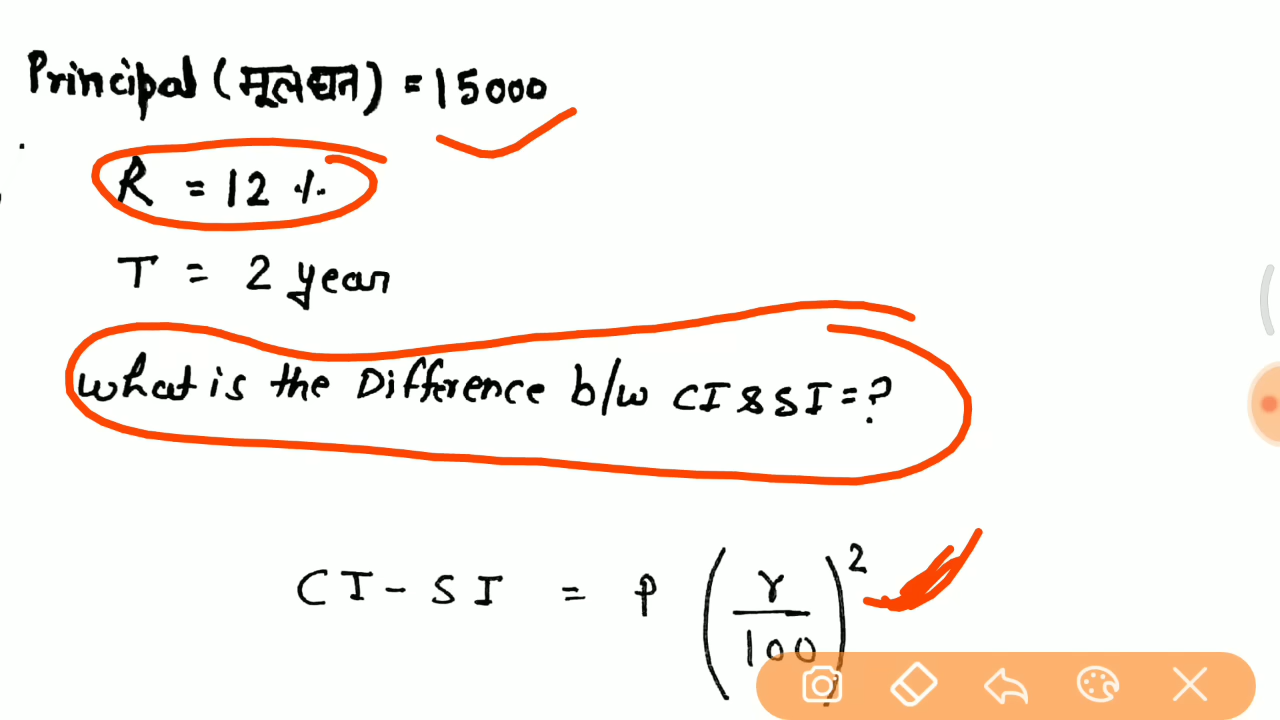 Principal (मूलधन) = 15000
R = 12 %
T = 2 year
what is the Difference b/w CI & SI = ?
CI - SI = P (r/100)²